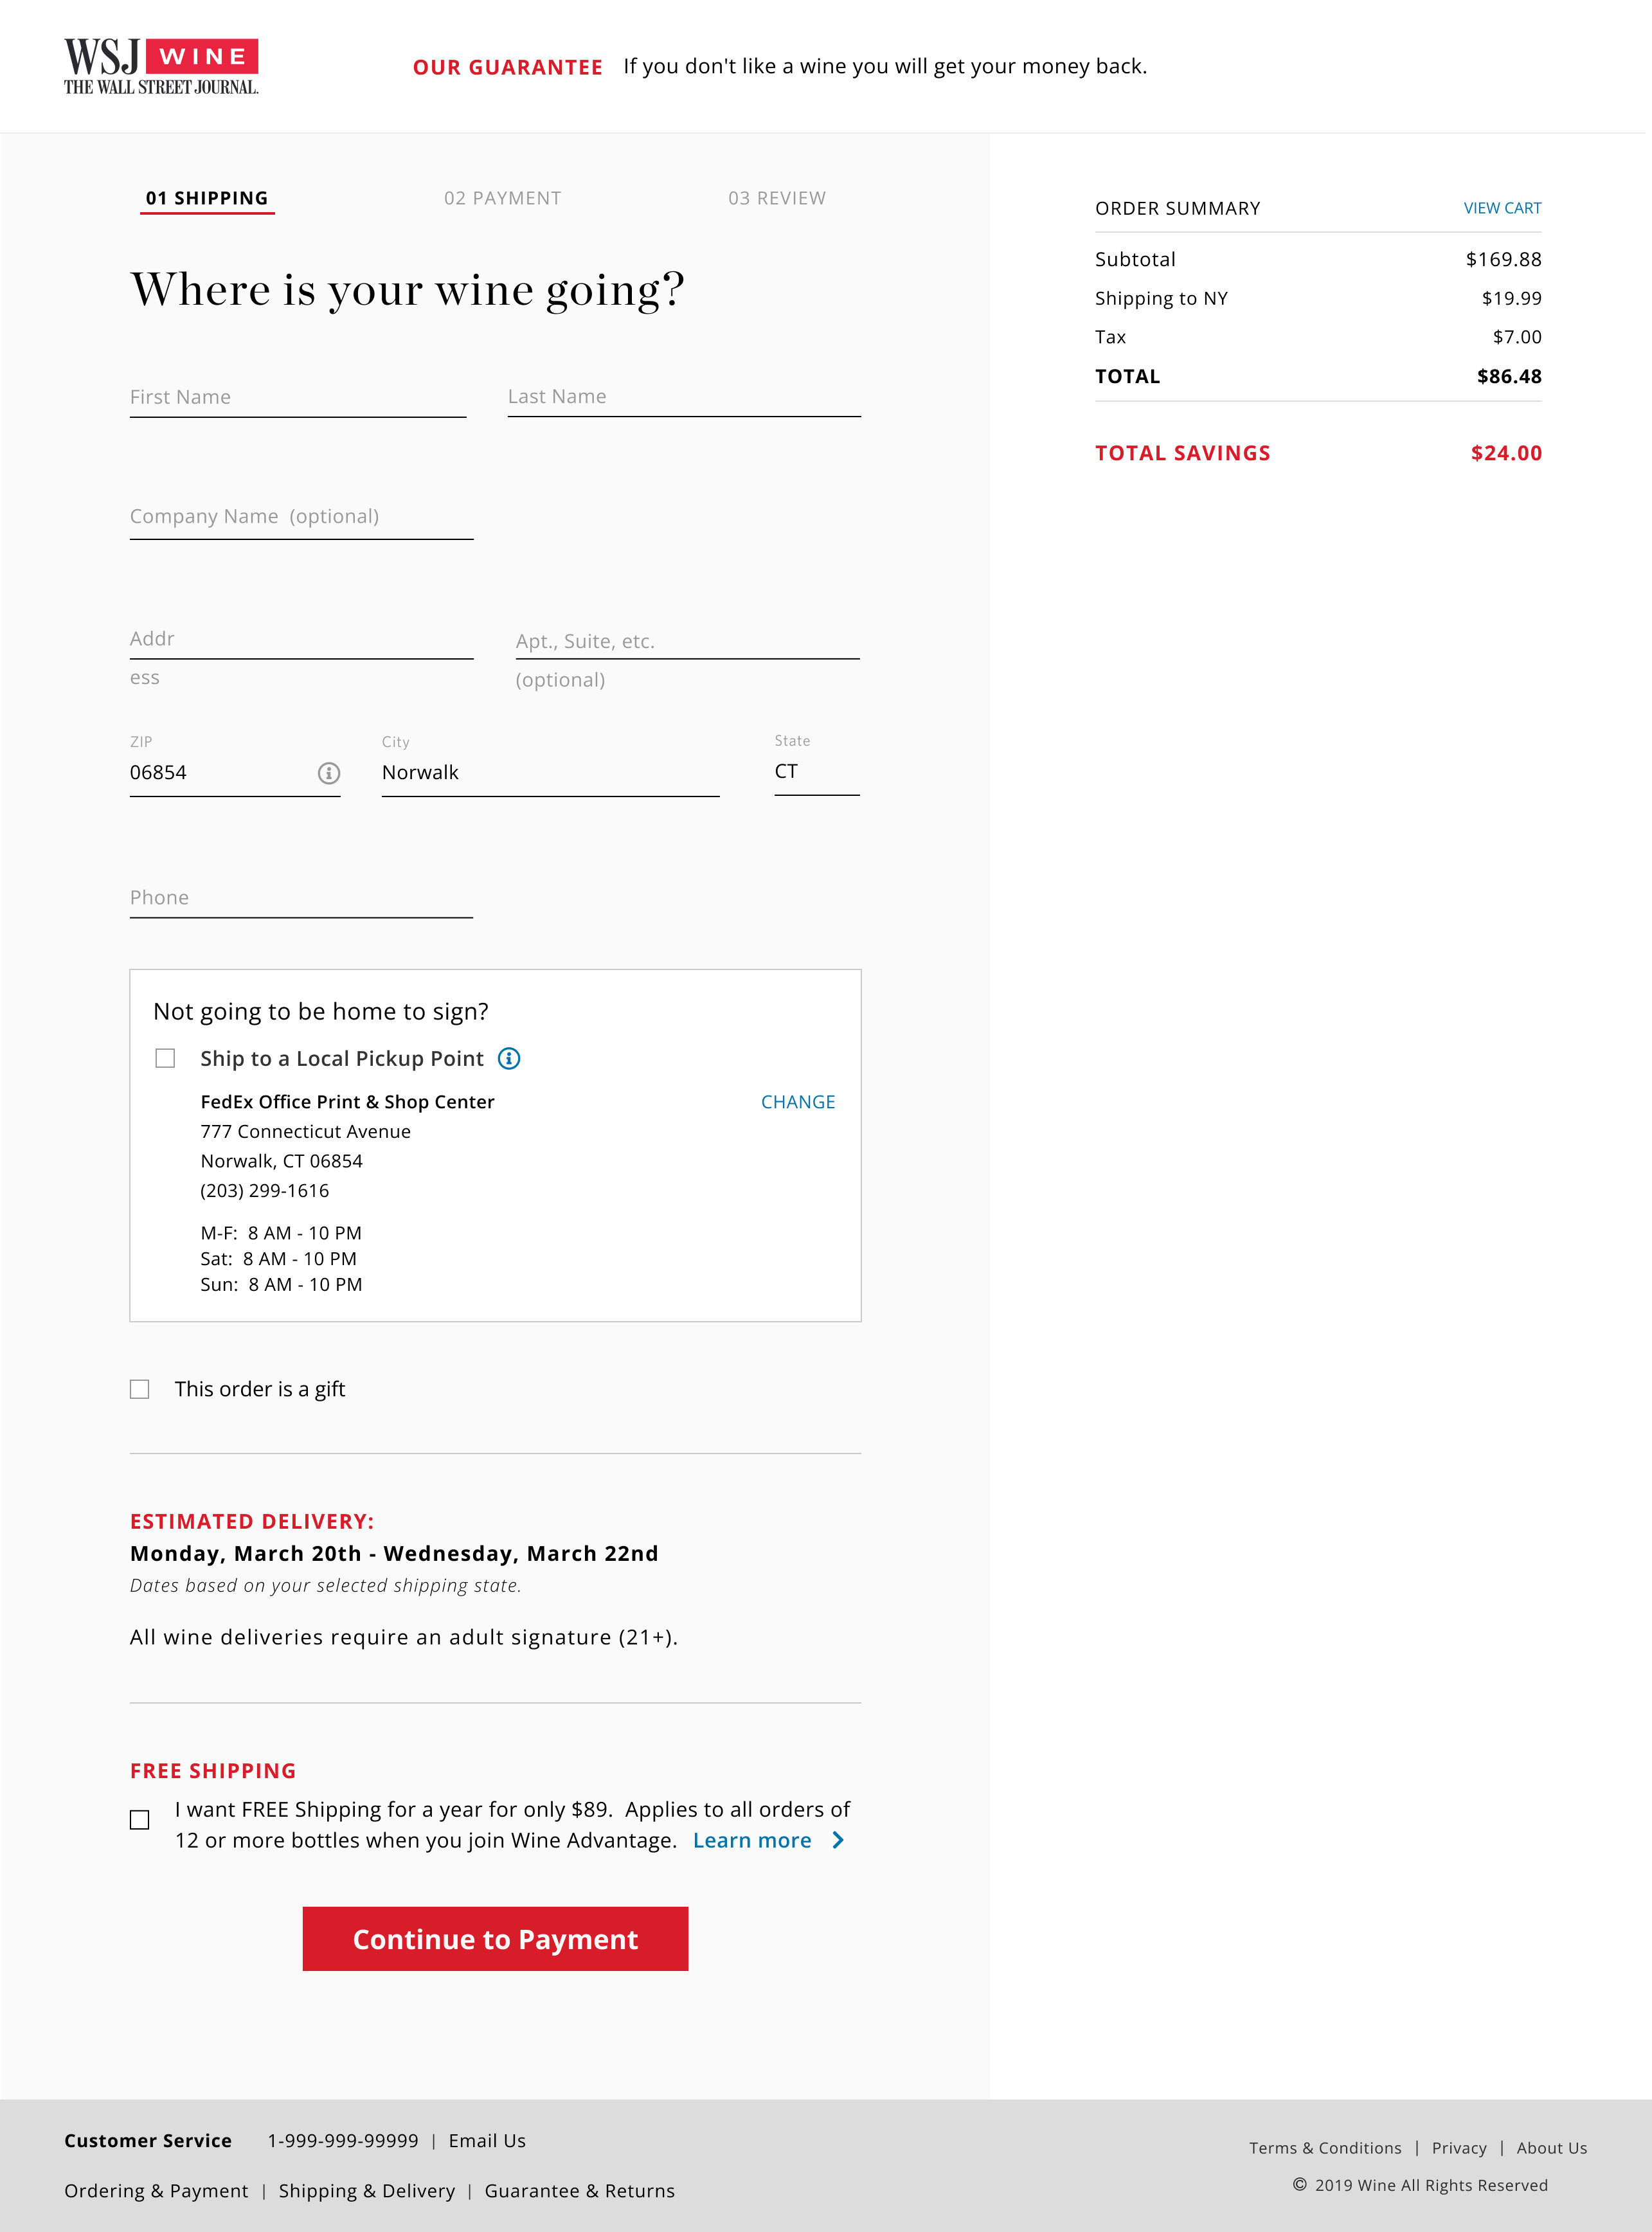 WSJ WINE
THE WALL STREET JOURNAL.
OUR GUARANTEE If you don't like a wine you will get your money back.
01 SHIPPING 02 PAYMENT 03 REVIEW
Where is your wine going?
First Name Last Name
Company Name (optional)
Addr
ess
Apt., Suite, etc.
(optional)
ZIP City State
06854 Norwalk CT
Phone
Not going to be home to sign?
Ship to a Local Pickup Point
FedEx Office Print & Shop Center CHANGE
777 Connecticut Avenue
Norwalk, CT 06854
(203) 299-1616
M-F: 8 AM - 10 PM
Sat: 8 AM - 10 PM
Sun: 8 AM - 10 PM
This order is a gift
ESTIMATED DELIVERY:
Monday, March 20th - Wednesday, March 22nd
Dates based on your selected shipping state.
All wine deliveries require an adult signature (21+).
FREE SHIPPING
I want FREE Shipping for a year for only $89. Applies to all orders of
12 or more bottles when you join Wine Advantage. Learn more
Continue to Payment
ORDER SUMMARY VIEW CART
Subtotal $169.88
Shipping to NY $19.99
Tax $7.00
TOTAL $86.48
TOTAL SAVINGS $24.00
Customer Service 1-999-999-99999 | Email Us
Ordering & Payment | Shipping & Delivery | Guarantee & Returns
Terms & Conditions | Privacy | About Us
© 2019 Wine All Rights Reserved